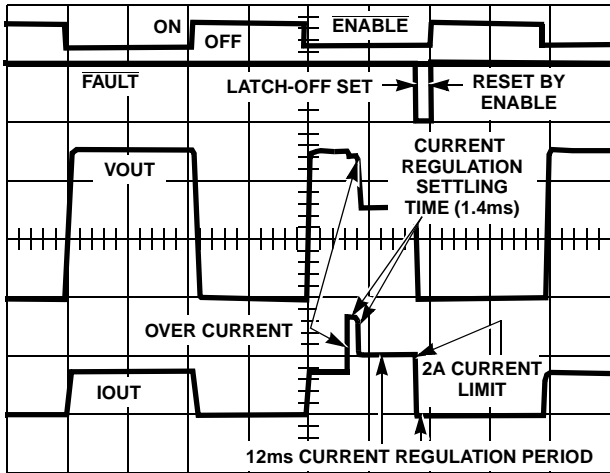 ON
OFF
ENABLE
FAULT
LATCH-OFF SET
RESET BY
ENABLE
VOUT
CURRENT
REGULATION
SETTLING
TIME (1.4ms)
OVER CURRENT
IOUT
2A CURRENT
LIMIT
12ms CURRENT REGULATION PERIOD